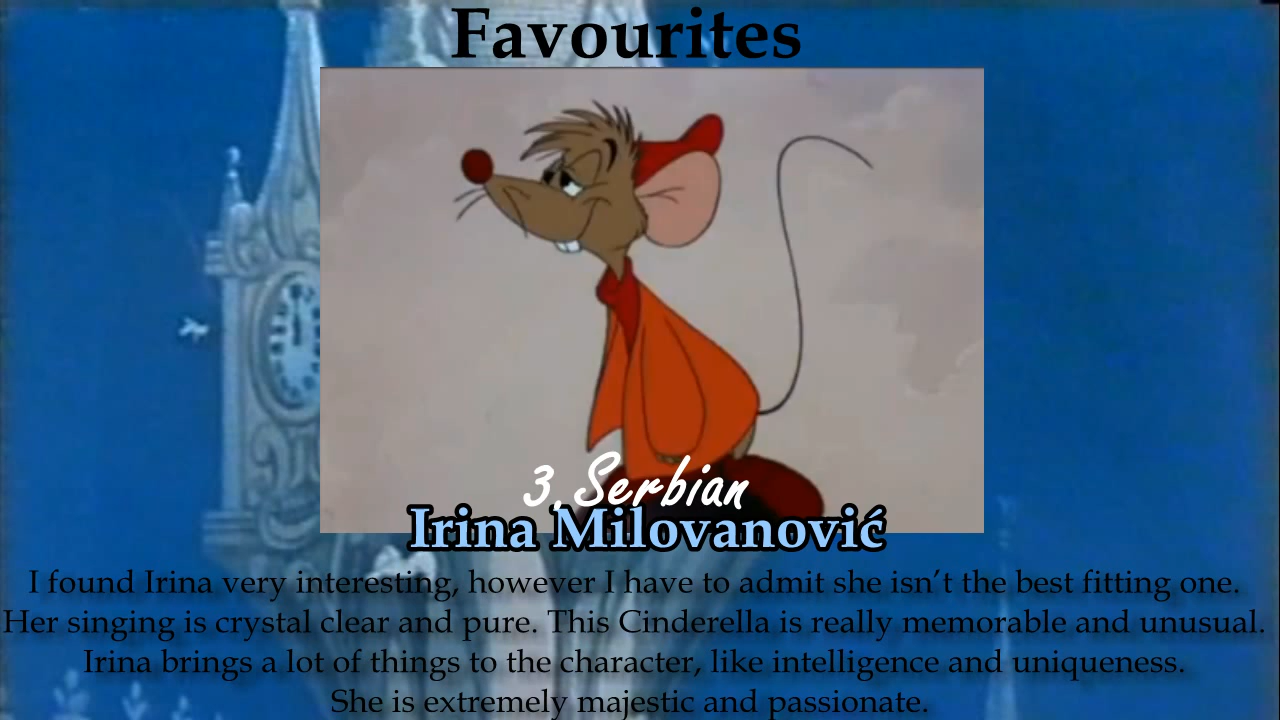 Favourites
3. Serbian
Irina Milovanović
I found Irina very interesting, however I have to admit she isn’t the best fitting one.
Her singing is crystal clear and pure. This Cinderella is really memorable and unusual.
Irina brings a lot of things to the character, like intelligence and uniqueness.
She is extremely majestic and passionate.